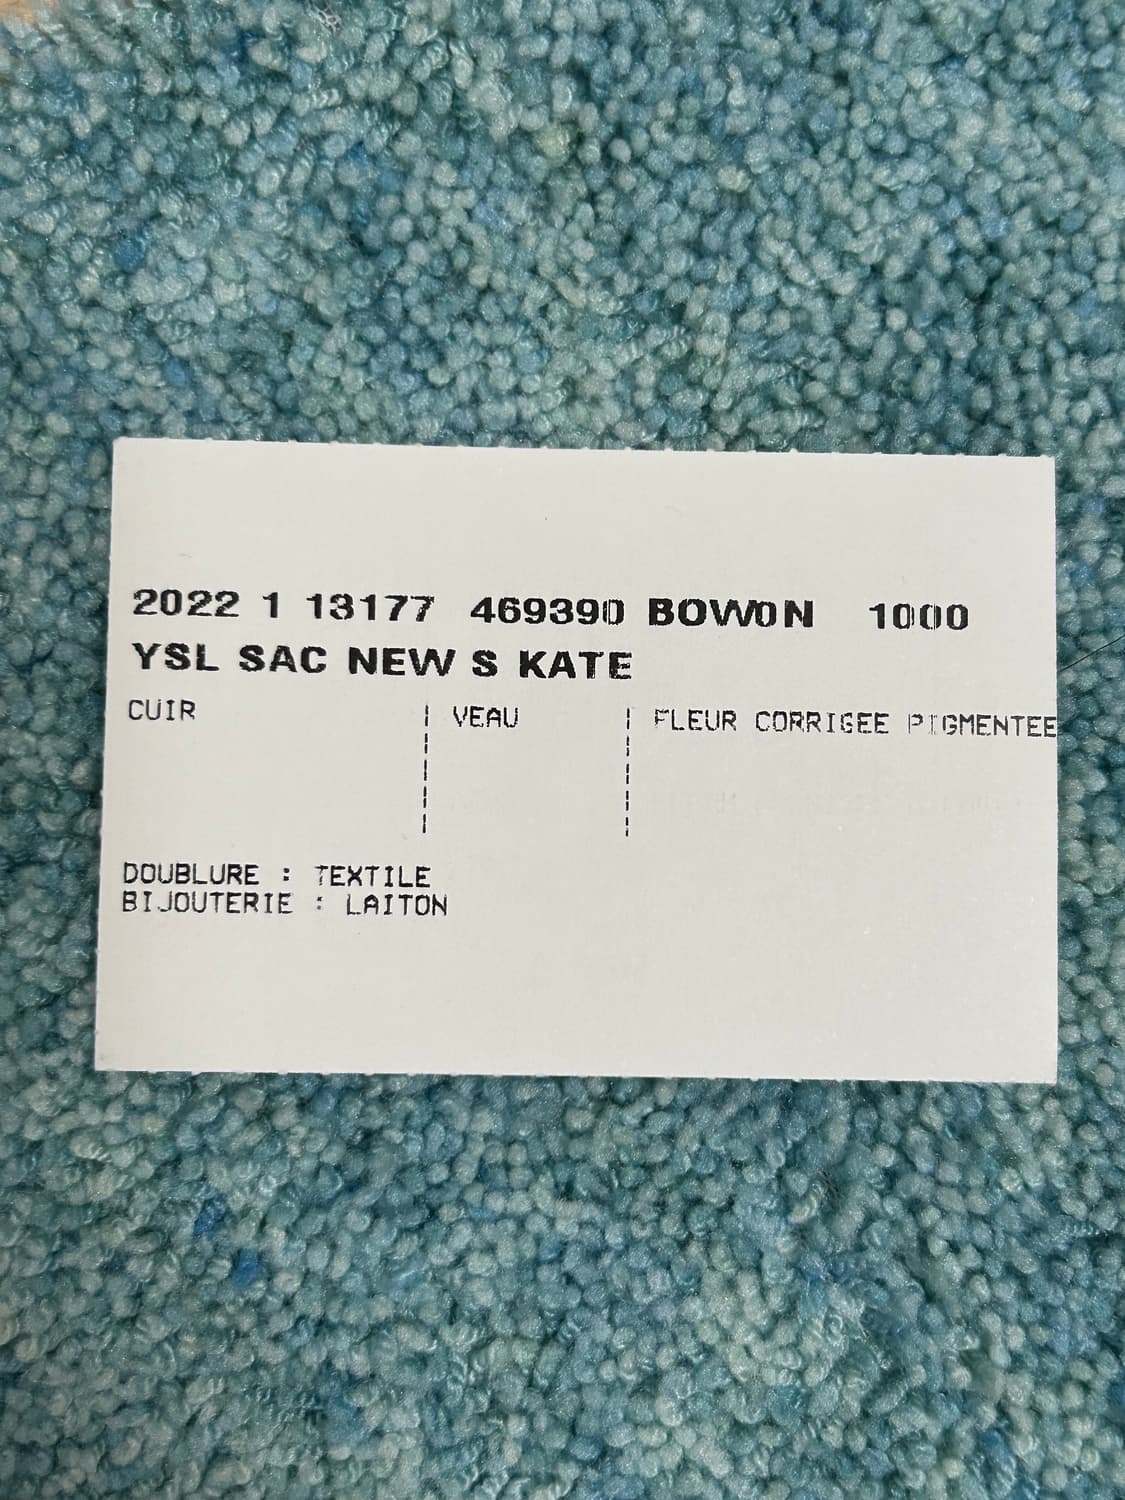 2022 1 13177 469390 BOW0N 1000
YSL SAC NEW S KATE
CUIR | VEAU | FLEUR CORRIGEE PIGMENTEE
DOUBLURE : TEXTILE
BIJOUTERIE : LAITON